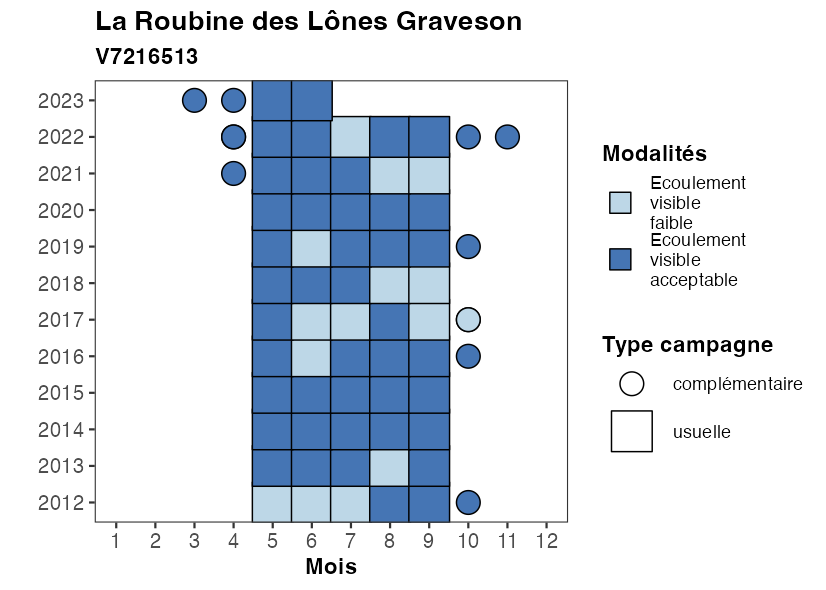 La Roubine des Lônes Graveson
V7216513
2023
2022
2021
2020
2019
2018
2017
2016
2015
2014
2013
2012
1 2 3 4 5 6 7 8 9 10 11 12
Mois
Modalités
Ecoulement
visible
faible
Ecoulement
visible
acceptable
Type campagne
complémentaire
usuelle